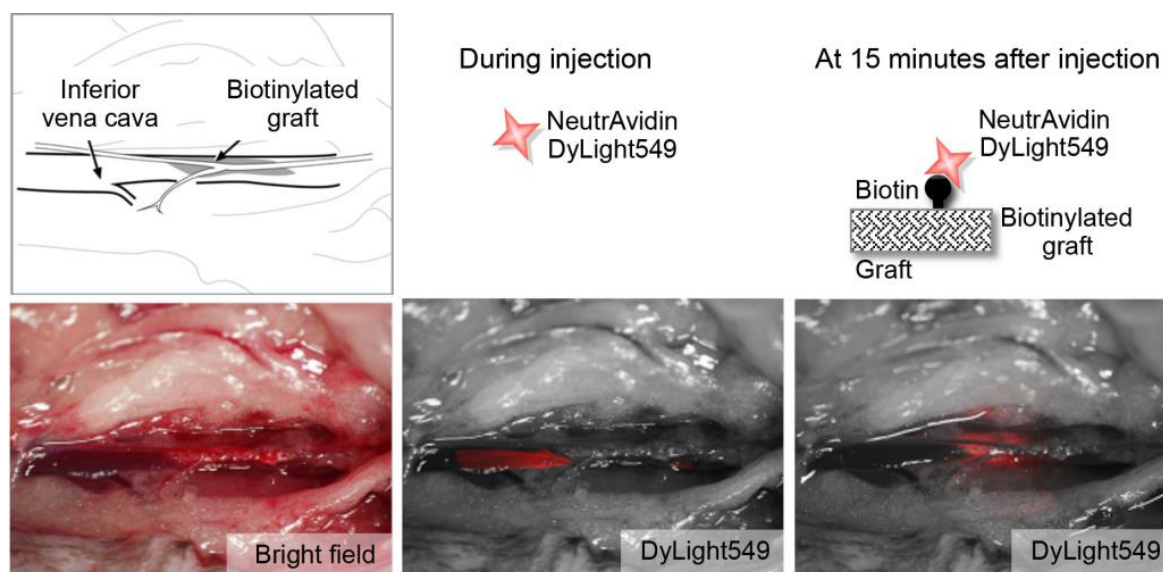 Inferior
vena cava
Biotinylated
graft
During injection
NeutrAvidin
DyLight549
At 15 minutes after injection
NeutrAvidin
DyLight549
Biotin
Biotinylated
graft
Graft
Bright field
DyLight549
DyLight549